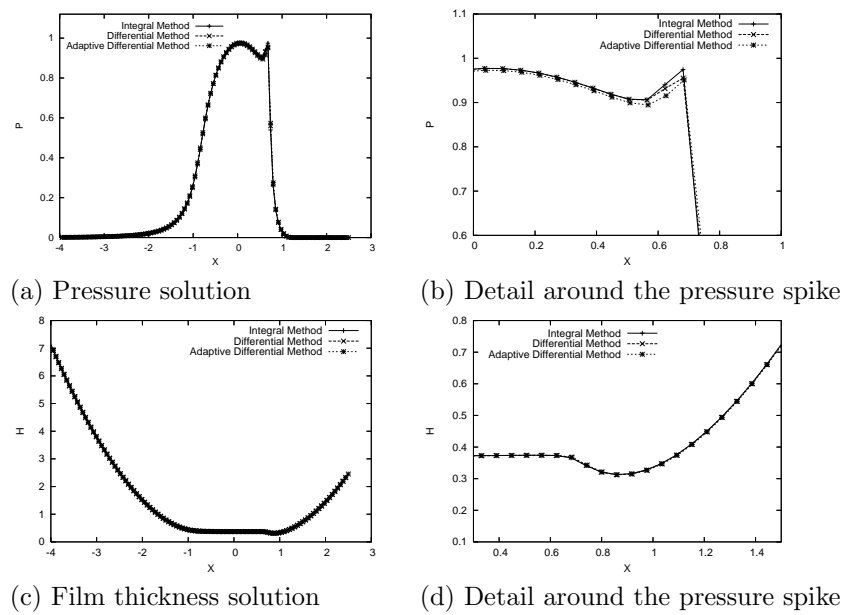 Integral Method
Differential Method
Adaptive Differential Method
1
0.8
0.6
0.4
0.2
0
P
-4
-3
-2
-1
0
1
2
3
X
(a) Pressure solution
Integral Method
Differential Method
Adaptive Differential Method
1.1
1
0.9
0.8
0.7
0.6
P
0
0.2
0.4
0.6
0.8
1
X
(b) Detail around the pressure spike
Integral Method
Differential Method
Adaptive Differential Method
8
7
6
5
4
3
2
1
0
H
-4
-3
-2
-1
0
1
2
3
X
(c) Film thickness solution
Integral Method
Differential Method
Adaptive Differential Method
0.8
0.7
0.6
0.5
0.4
0.3
0.2
0.1
H
0.4
0.6
0.8
1
1.2
1.4
X
(d) Detail around the pressure spike